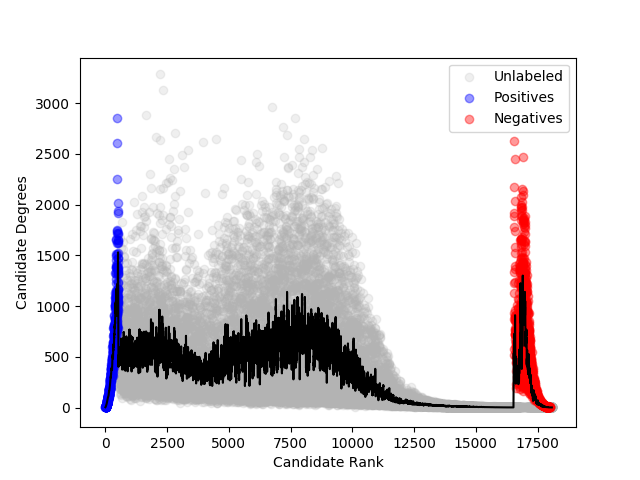 Unlabeled
Positives
Negatives
3000
2500
2000
1500
1000
500
0
Candidate Degrees
0 2500 5000 7500 10000 12500 15000 17500
Candidate Rank